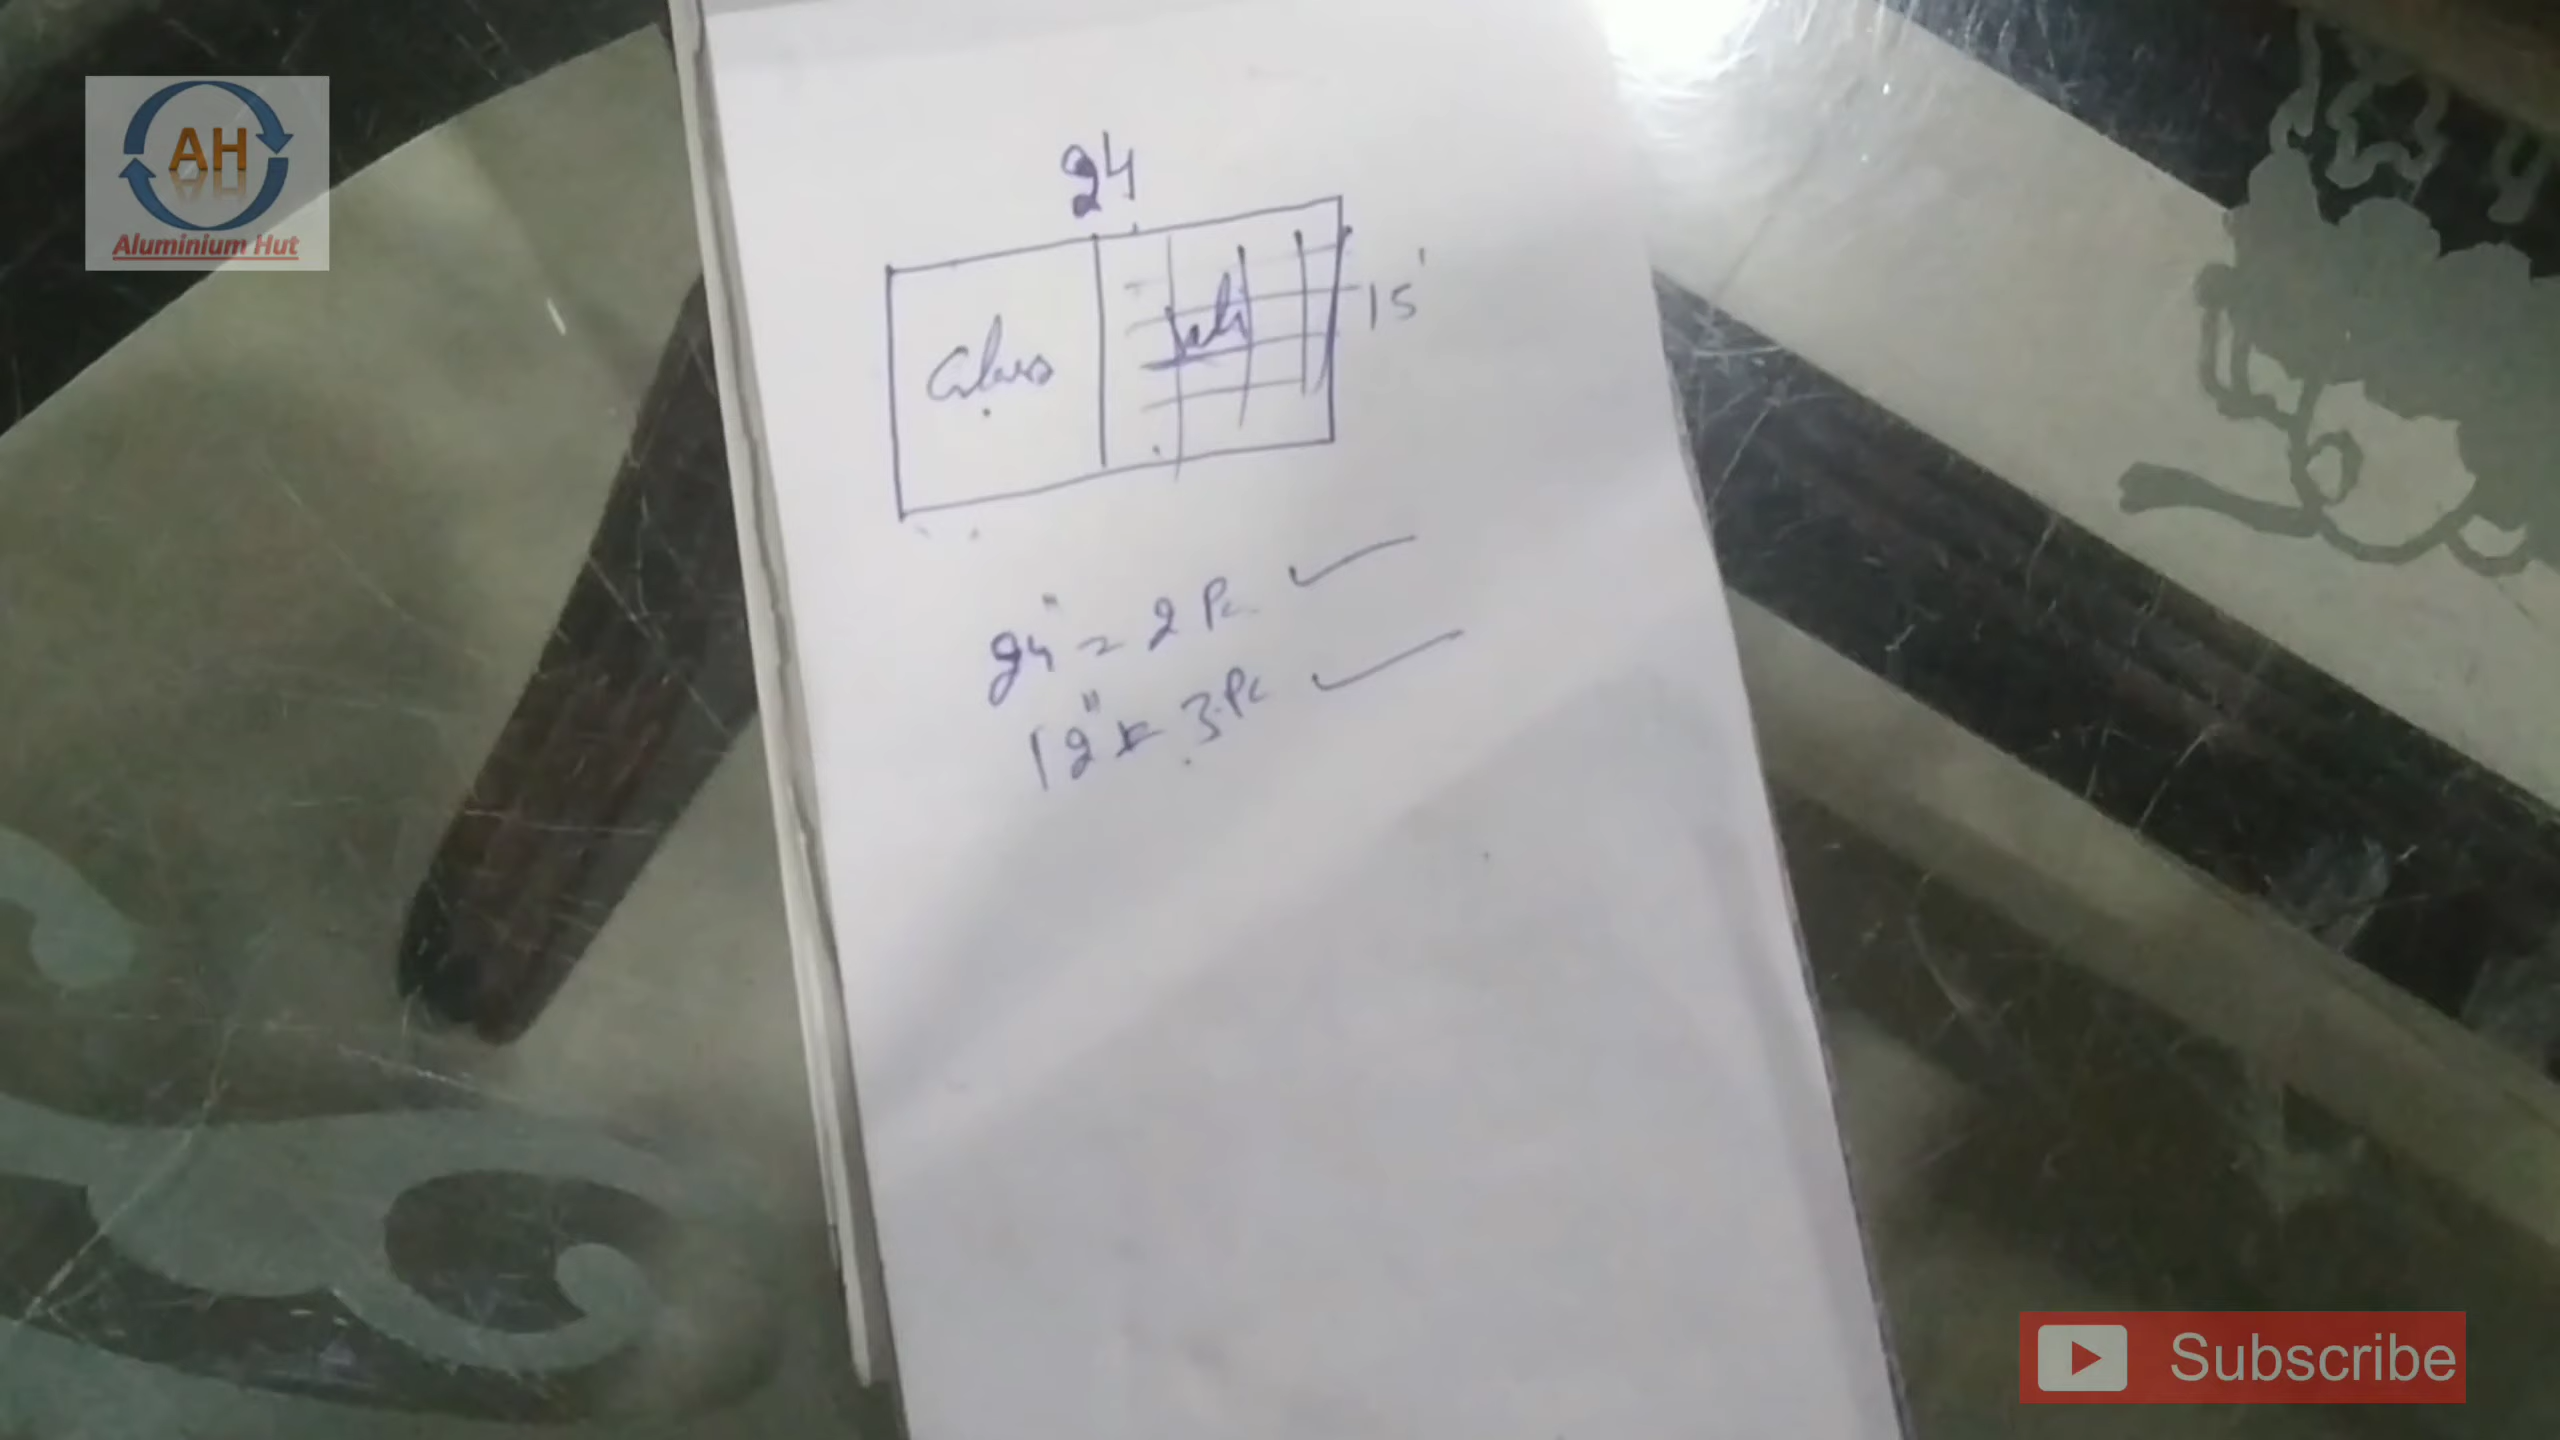 AH
Aluminium Hut
24
Glass
Jali
15'
24" = 2 Pc
12" = 3 Pc
Subscribe